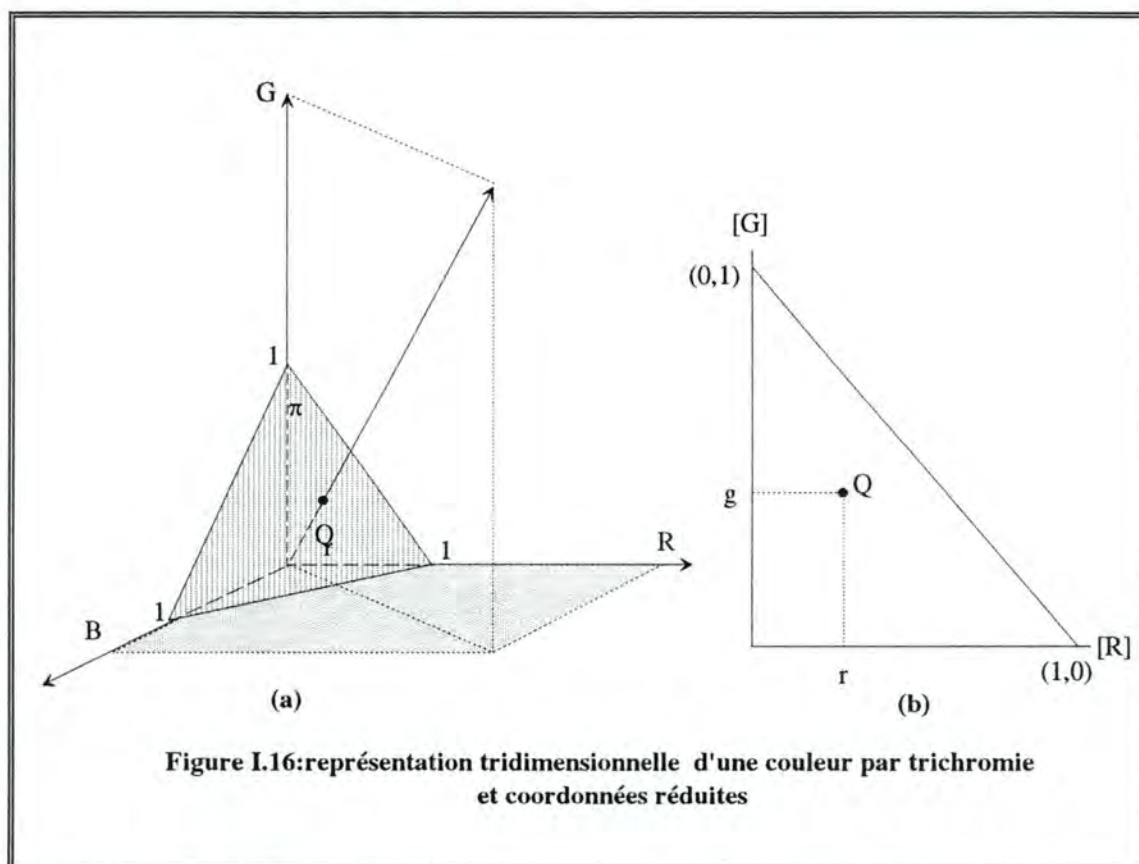 G
1
π
Q
r
1
R
1
B
(a)
[G]
(0,1)
g
Q
r
[R]
(1,0)
(b)
Figure I.16:représentation tridimensionnelle d'une couleur par trichromie
et coordonnées réduites